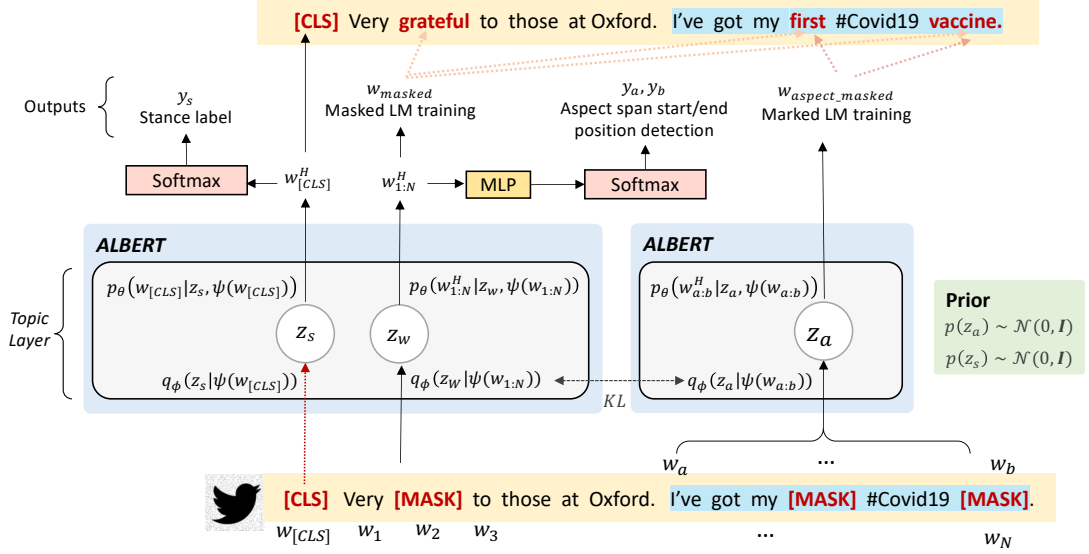 [CLS] Very grateful to those at Oxford. I've got my first #Covid19 vaccine.
Outputs
y_s
Stance label
w_masked
Masked LM training
y_a, y_b
Aspect span start/end
position detection
w_aspect_masked
Marked LM training
Softmax
w^H_[CLS]
w^H_1:N
MLP
Softmax
ALBERT
ALBERT
Topic
Layer
p_θ(w_[CLS]|z_s, ψ(w_[CLS]))
p_θ(w^H_1:N|z_w, ψ(w_1:N))
p_θ(w^H_a:b|z_a, ψ(w_a:b))
z_s
z_w
z_a
q_ϕ(z_s|ψ(w_[CLS]))
q_ϕ(z_W|ψ(w_1:N))
KL
q_ϕ(z_a|ψ(w_a:b))
Prior
p(z_a) ~ 𝒩(0, I)
p(z_s) ~ 𝒩(0, I)
w_a ... w_b
[CLS] Very [MASK] to those at Oxford. I've got my [MASK] #Covid19 [MASK].
w_[CLS] w_1 w_2 w_3 ... w_N